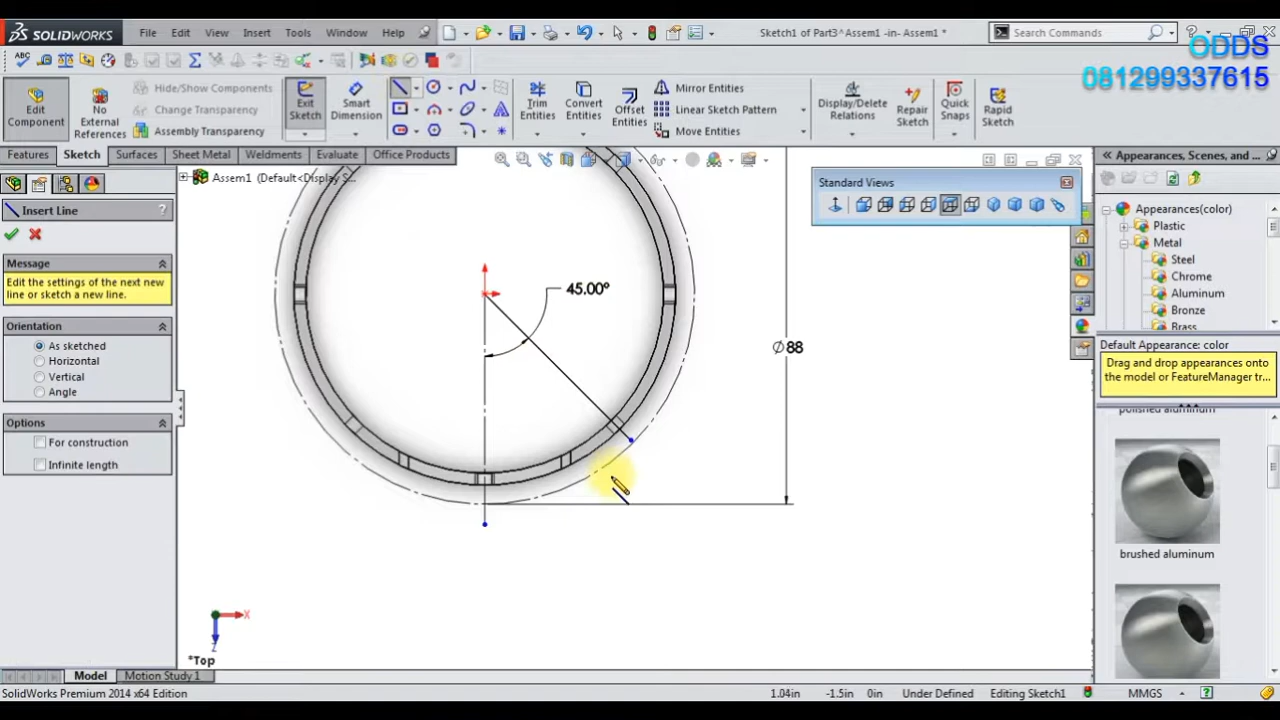 SOLIDWORKS File Edit View Insert Tools Window Help Sketch1 of Part3^Assem1 -in- Assem1 * Search Commands
ODDS
081299337615
Edit Component
No External References
Hide/Show Components
Change Transparency
Assembly Transparency
Exit Sketch
Smart Dimension
Trim Entities
Convert Entities
Offset Entities
Mirror Entities
Linear Sketch Pattern
Move Entities
Display/Delete Relations
Repair Sketch
Quick Snaps
Rapid Sketch
Features Sketch Surfaces Sheet Metal Weldments Evaluate Office Products
Assem1 (Default<Display S...
Insert Line ?
Message
Edit the settings of the next new line or sketch a new line.
Orientation
As sketched
Horizontal
Vertical
Angle
Options
For construction
Infinite length
45.00°
∅88
Standard Views
X
Z
*Top
Appearances, Scenes, and...
Appearances(color)
Plastic
Metal
Steel
Chrome
Aluminum
Bronze
Brass
Default Appearance: color
Drag and drop appearances onto the model or FeatureManager tr...
polished aluminum
brushed aluminum
Model Motion Study 1
SolidWorks Premium 2014 x64 Edition 1.04in -1.5in 0in Under Defined Editing Sketch1 MMGS